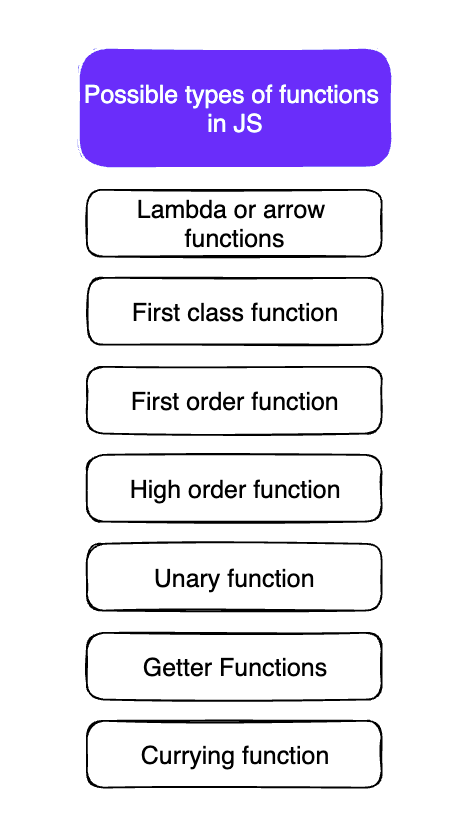 Possible types of functions
in JS
Lambda or arrow
functions
First class function
First order function
High order function
Unary function
Getter Functions
Currying function